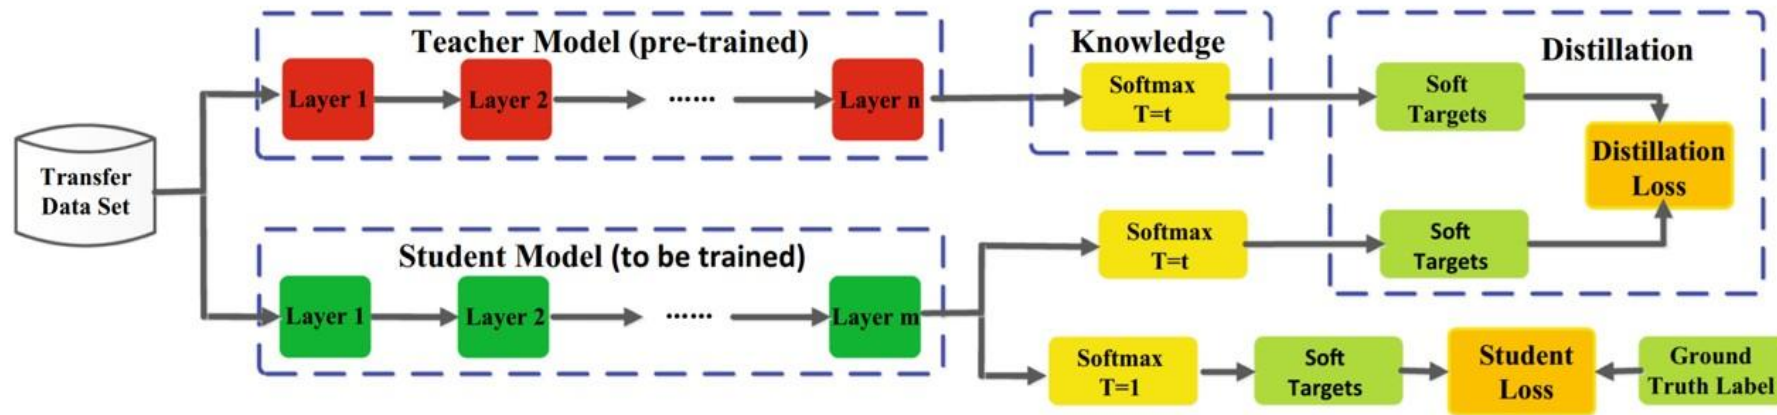 Teacher Model (pre-trained)
Layer 1
Layer 2
......
Layer n
Knowledge
Softmax
T=t
Distillation
Soft
Targets
Distillation
Loss
Transfer
Data Set
Student Model (to be trained)
Layer 1
Layer 2
......
Layer m
Softmax
T=t
Soft
Targets
Softmax
T=1
Soft
Targets
Student
Loss
Ground
Truth Label